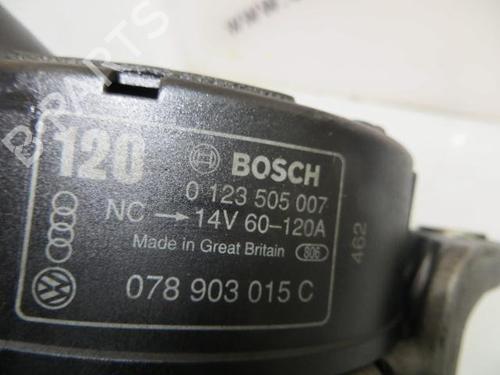 120
BOSCH
0 123 505 007
NC → 14V 60–120A
Made in Great Britain 806
078 903 015 C
462
B-PARTS